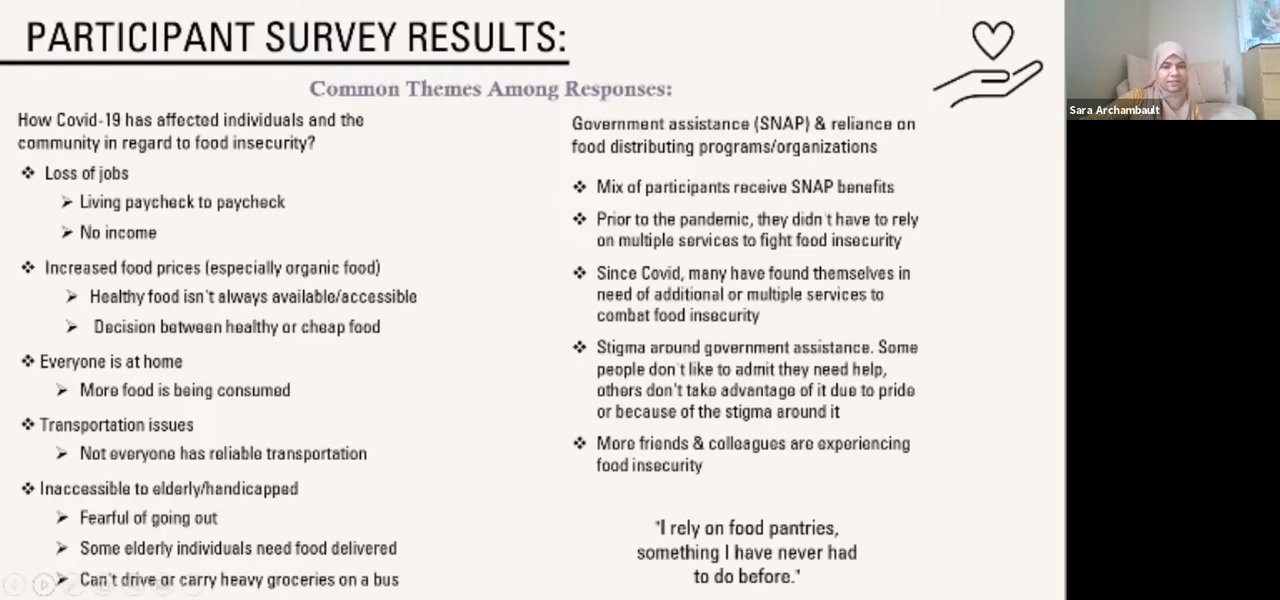 PARTICIPANT SURVEY RESULTS:
Common Themes Among Responses:
How Covid-19 has affected individuals and the
community in regard to food insecurity?
❖ Loss of jobs
➢ Living paycheck to paycheck
➢ No income
❖ Increased food prices (especially organic food)
➢ Healthy food isn't always available/accessible
➢ Decision between healthy or cheap food
❖ Everyone is at home
➢ More food is being consumed
❖ Transportation issues
➢ Not everyone has reliable transportation
❖ Inaccessible to elderly/handicapped
➢ Fearful of going out
➢ Some elderly individuals need food delivered
➢ Can't drive or carry heavy groceries on a bus
Government assistance (SNAP) & reliance on
food distributing programs/organizations
❖ Mix of participants receive SNAP benefits
❖ Prior to the pandemic, they didn't have to rely
on multiple services to fight food insecurity
❖ Since Covid, many have found themselves in
need of additional or multiple services to
combat food insecurity
❖ Stigma around government assistance. Some
people don't like to admit they need help,
others don't take advantage of it due to pride
or because of the stigma around it
❖ More friends & colleagues are experiencing
food insecurity
"I rely on food pantries,
something I have never had
to do before."
Sara Archambault